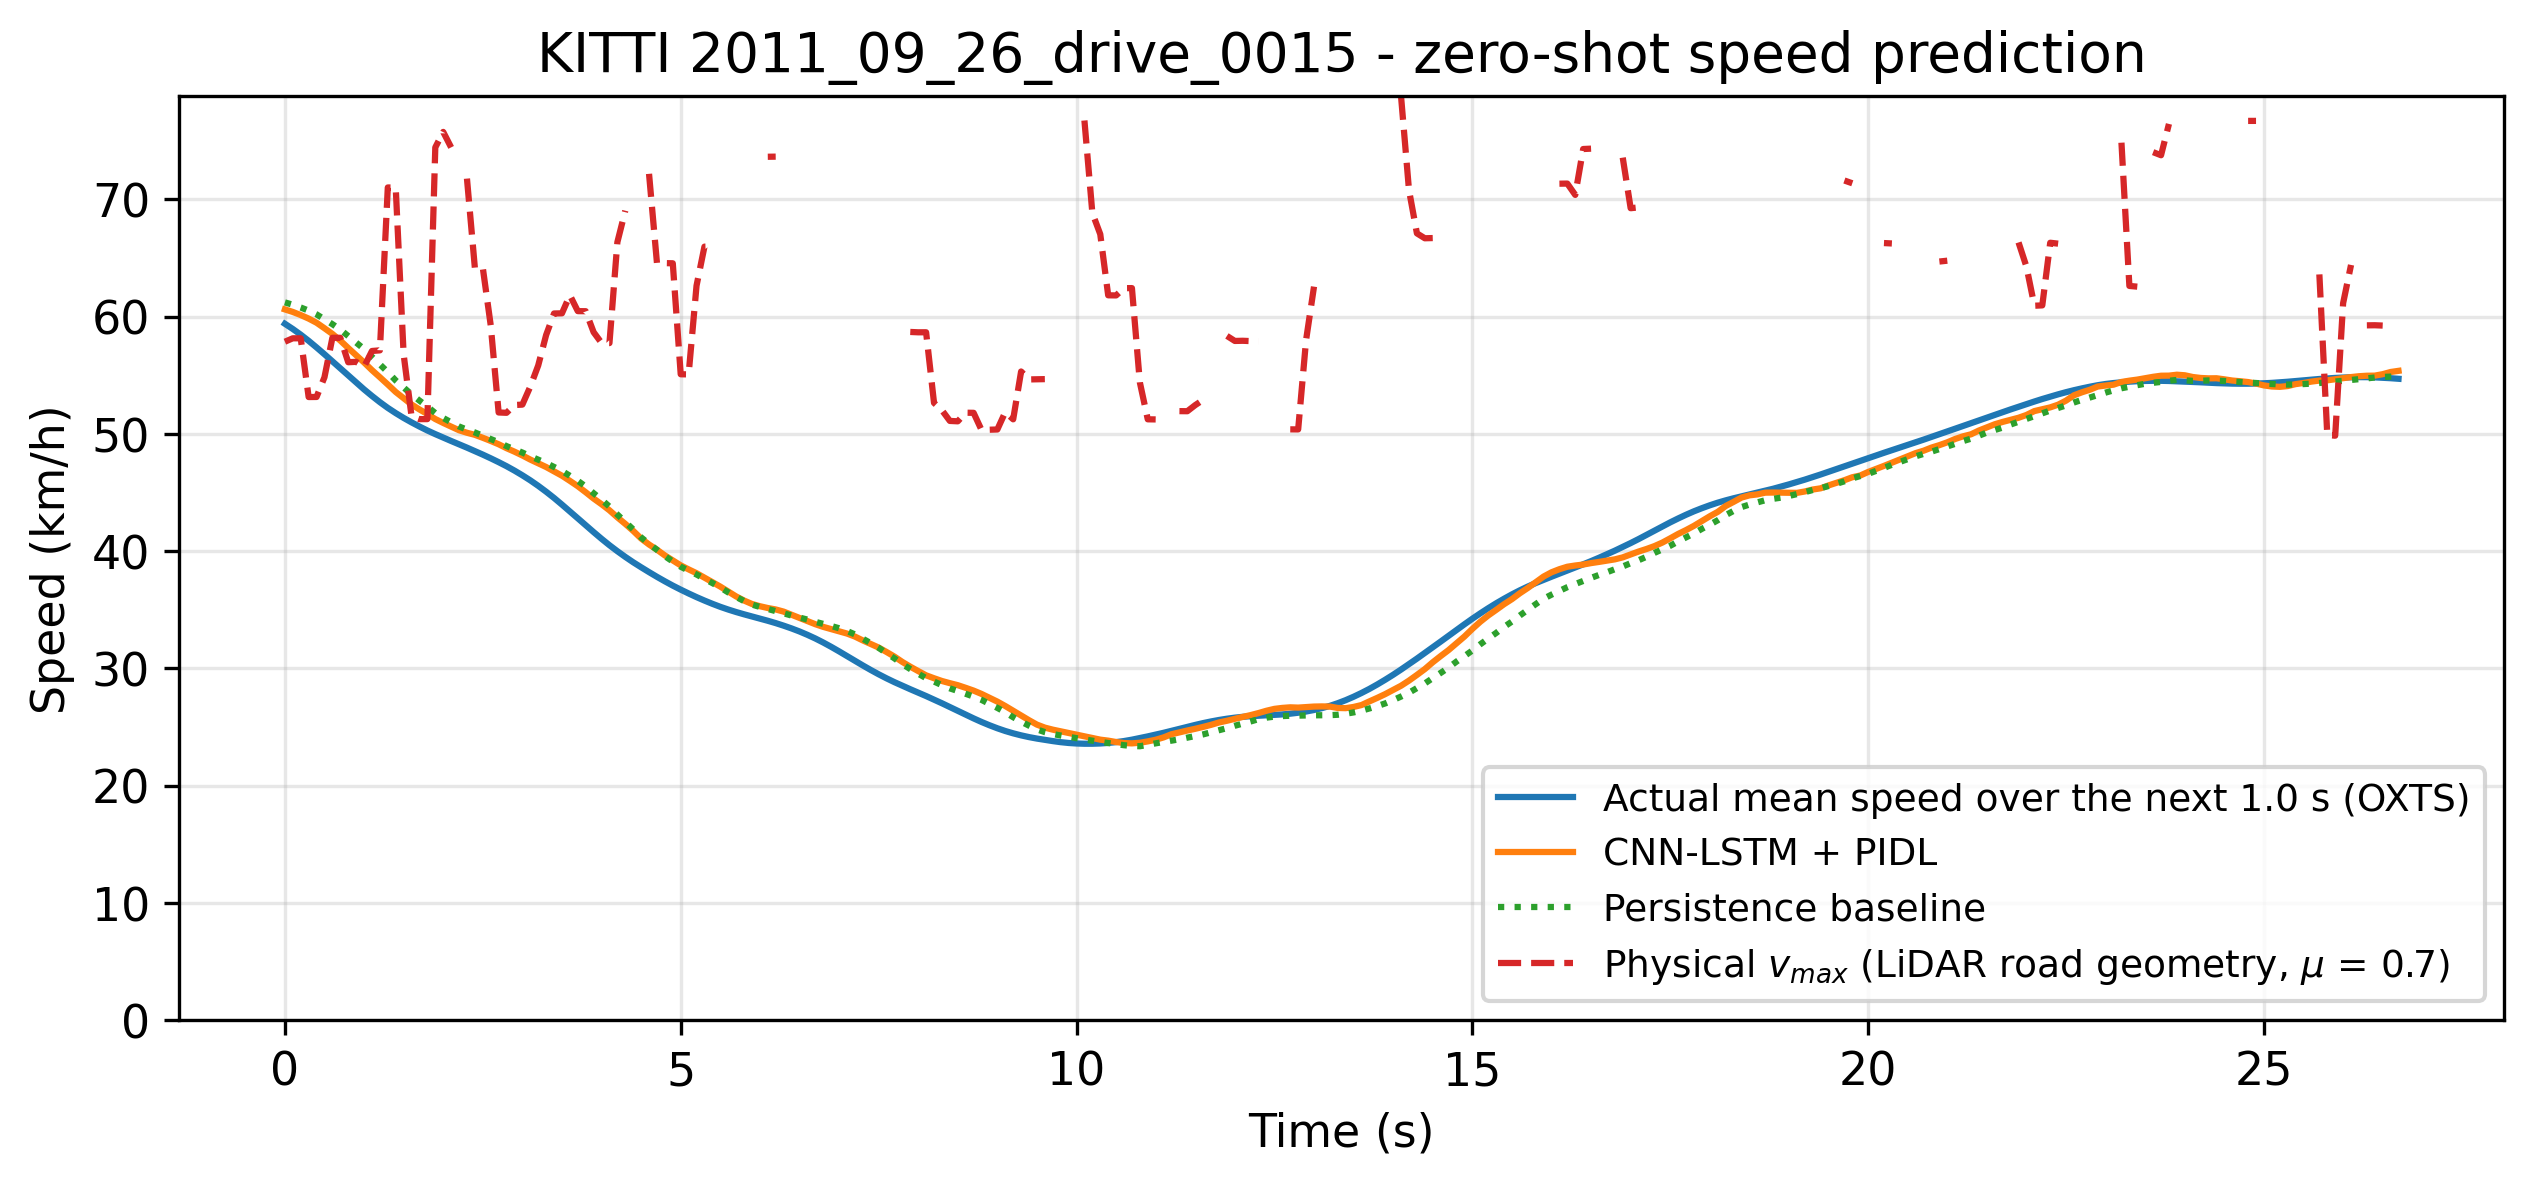 KITTI 2011_09_26_drive_0015 - zero-shot speed prediction
Speed (km/h)
70
60
50
40
30
20
10
0
Actual mean speed over the next 1.0 s (OXTS)
CNN-LSTM + PIDL
Persistence baseline
Physical v_max (LiDAR road geometry, μ = 0.7)
0 5 10 15 20 25
Time (s)